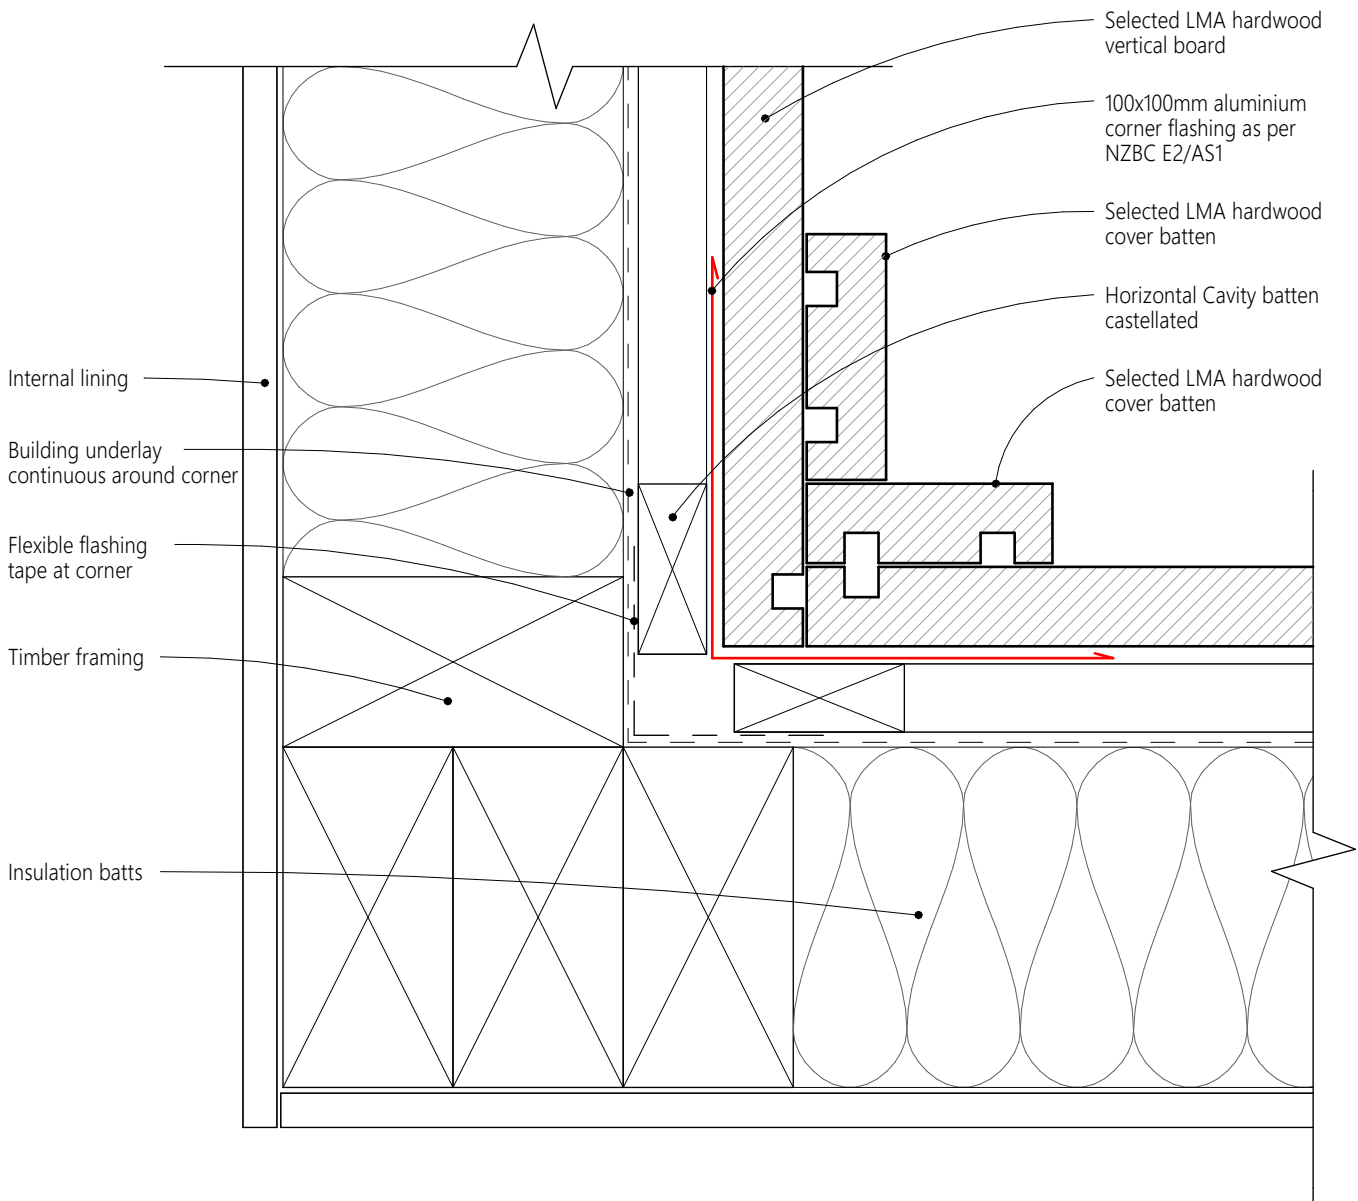 Selected LMA hardwood
vertical board
100x100mm aluminium
corner flashing as per
NZBC E2/AS1
Selected LMA hardwood
cover batten
Horizontal Cavity batten
castellated
Selected LMA hardwood
cover batten
Internal lining
Building underlay
continuous around corner
Flexible flashing
tape at corner
Timber framing
Insulation batts